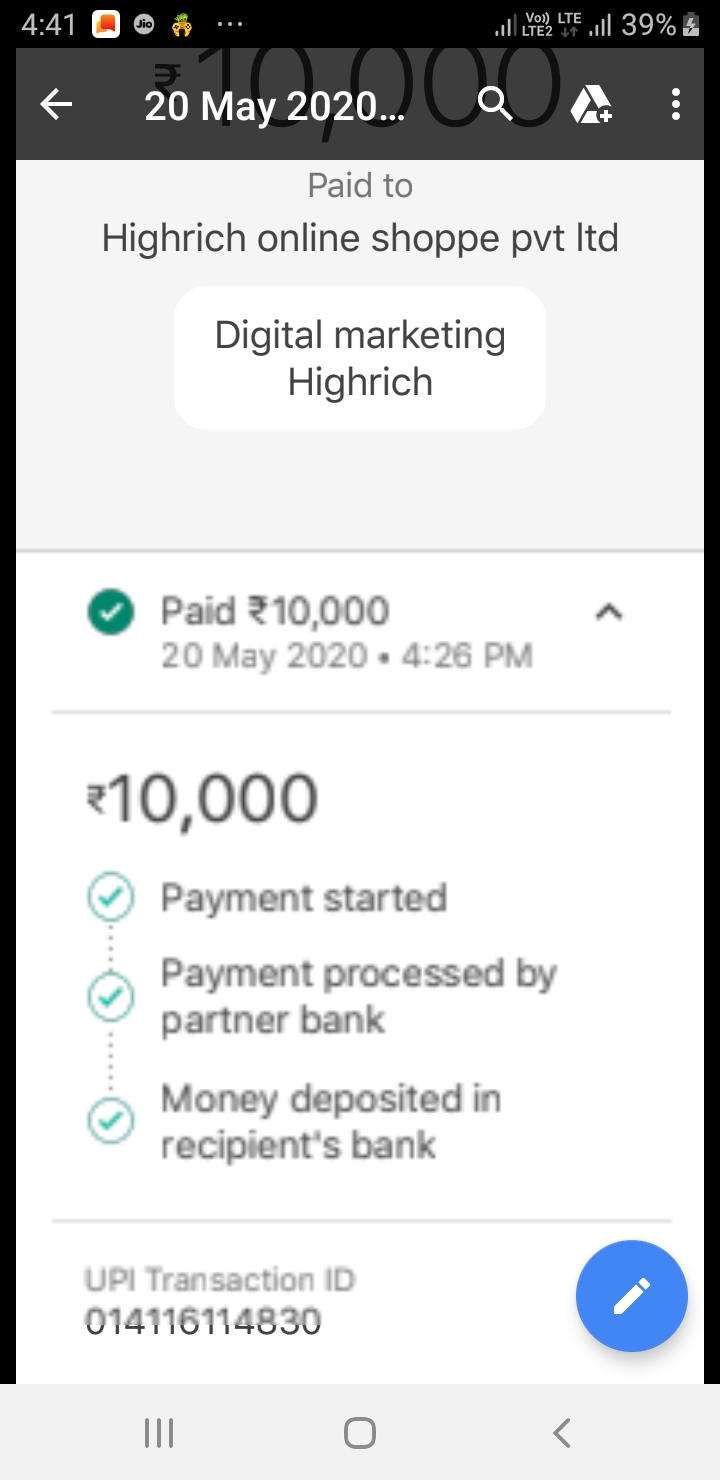 4:41 Jio ... Vo)) LTE LTE2 39%
₹10,000
20 May 2020...
Paid to
Highrich online shoppe pvt ltd
Digital marketing
Highrich
Paid ₹10,000
20 May 2020 • 4:26 PM
₹10,000
Payment started
Payment processed by
partner bank
Money deposited in
recipient's bank
UPI Transaction ID
014116114830